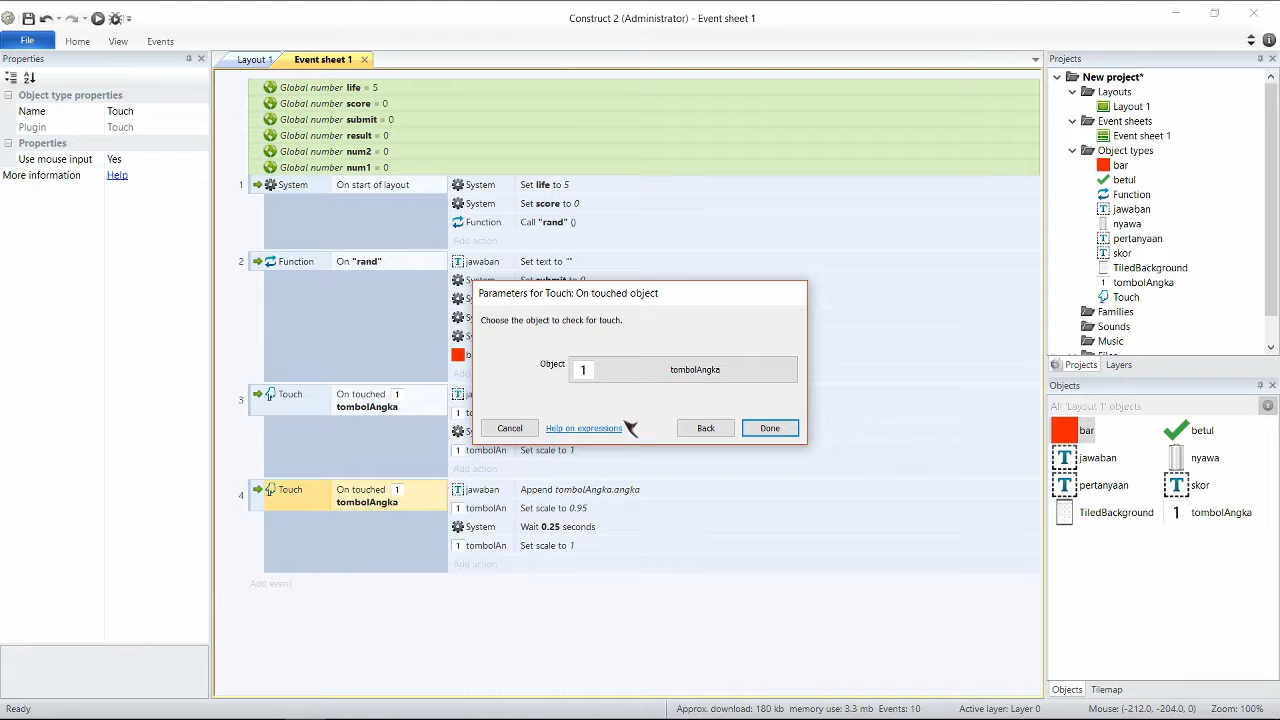 Construct 2 (Administrator) - Event sheet 1
File
Home
View
Events
Properties
Object type properties
Name
Touch
Plugin
Touch
Properties
Use mouse input
Yes
More information
Help
Layout 1
Event sheet 1
Global number life = 5
Global number score = 0
Global number submit = 0
Global number result = 0
Global number num2 = 0
Global number num1 = 0
1
System
On start of layout
System
Set life to 5
System
Set score to 0
Function
Call "rand" ()
Add action
2
Function
On "rand"
jawaban
Set text to ""
3
Touch
On touched 1
tombolAngka
Set scale to 1
tombolAn
Add action
4
Touch
On touched 1
tombolAngka
jawaban
Append tombolAngka.angka
1 tombolAn
Set scale to 0.95
System
Wait 0.25 seconds
1 tombolAn
Set scale to 1
Add action
Add event
Parameters for Touch: On touched object
Choose the object to check for touch.
Object
1
tombolAngka
Cancel
Help on expressions
Back
Done
Projects
New project*
Layouts
Layout 1
Event sheets
Event sheet 1
Object types
bar
betul
Function
jawaban
nyawa
pertanyaan
skor
TiledBackground
1 tombolAngka
Touch
Families
Sounds
Music
Projects
Layers
Objects
All 'Layout 1' objects
bar
betul
jawaban
nyawa
pertanyaan
skor
TiledBackground
1 tombolAngka
Objects
Tilemap
Ready
Approx. download: 180 kb
memory use: 3.3 mb
Events: 10
Active layer: Layer 0
Mouse: (-212.0, -204.0)
Zoom: 100%